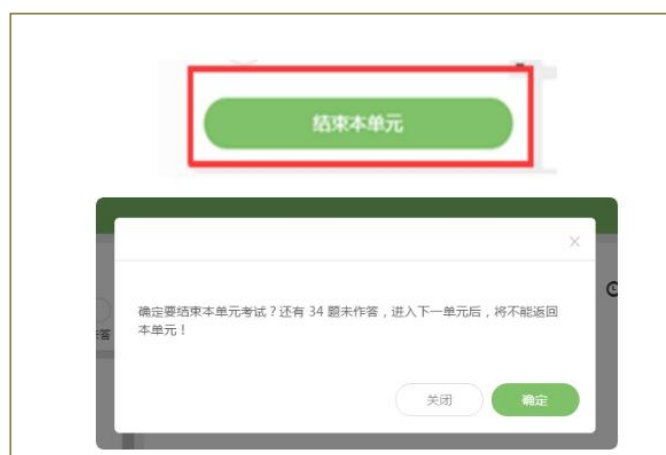 结束本单元
确定要结束本单元考试？还有 34 题未作答，进入下一单元后，将不能返回
本单元！
答
关闭
确定